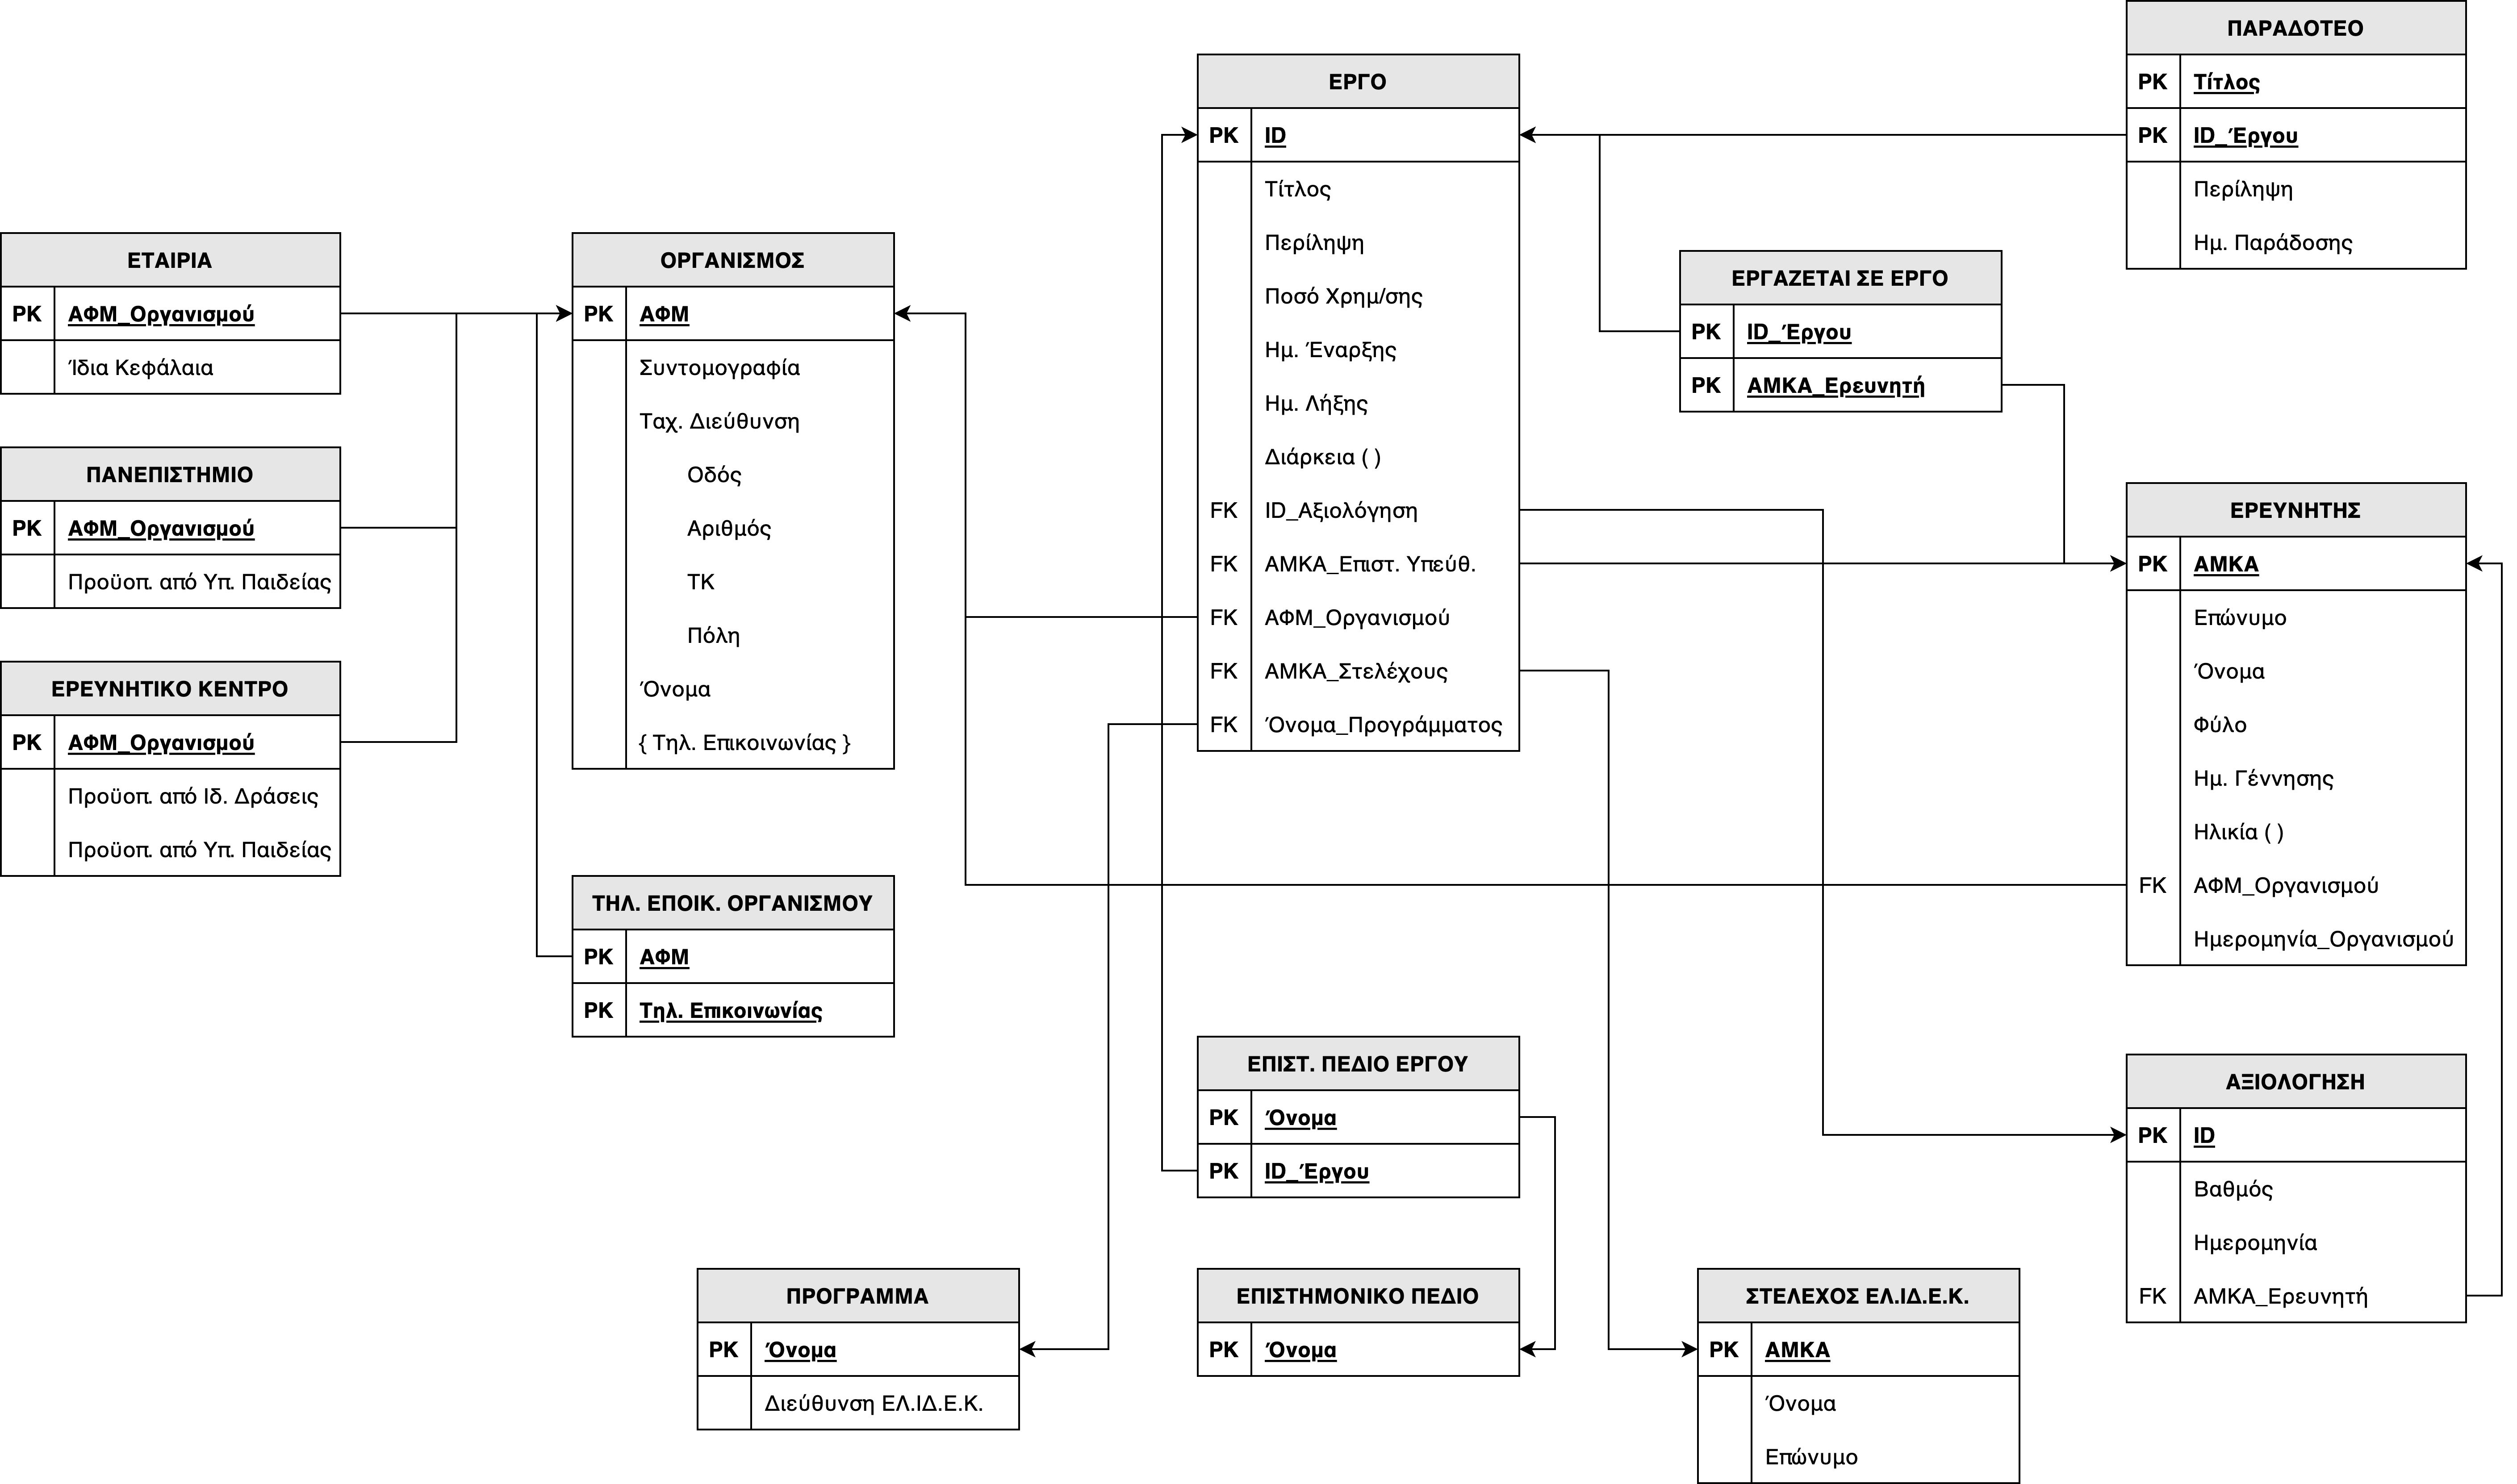 ΕΤΑΙΡΙΑ
PK ΑΦΜ_Οργανισμού
Ίδια Κεφάλαια
ΠΑΝΕΠΙΣΤΗΜΙΟ
PK ΑΦΜ_Οργανισμού
Προϋοπ. από Υπ. Παιδείας
ΕΡΕΥΝΗΤΙΚΟ ΚΕΝΤΡΟ
PK ΑΦΜ_Οργανισμού
Προϋοπ. από Ιδ. Δράσεις
Προϋοπ. από Υπ. Παιδείας
ΟΡΓΑΝΙΣΜΟΣ
PK ΑΦΜ
Συντομογραφία
Ταχ. Διεύθυνση
Οδός
Αριθμός
ΤΚ
Πόλη
Όνομα
{ Τηλ. Επικοινωνίας }
ΤΗΛ. ΕΠΟΙΚ. ΟΡΓΑΝΙΣΜΟΥ
PK ΑΦΜ
PK Τηλ. Επικοινωνίας
ΕΡΓΟ
PK ID
Τίτλος
Περίληψη
Ποσό Χρημ/σης
Ημ. Έναρξης
Ημ. Λήξης
Διάρκεια ( )
FK ID_Αξιολόγηση
FK ΑΜΚΑ_Επιστ. Υπεύθ.
FK ΑΦΜ_Οργανισμού
FK ΑΜΚΑ_Στελέχους
FK Όνομα_Προγράμματος
ΕΠΙΣΤ. ΠΕΔΙΟ ΕΡΓΟΥ
PK Όνομα
PK ID_Έργου
ΠΡΟΓΡΑΜΜΑ
PK Όνομα
Διεύθυνση ΕΛ.ΙΔ.Ε.Κ.
ΕΠΙΣΤΗΜΟΝΙΚΟ ΠΕΔΙΟ
PK Όνομα
ΣΤΕΛΕΧΟΣ ΕΛ.ΙΔ.Ε.Κ.
PK ΑΜΚΑ
Όνομα
Επώνυμο
ΕΡΓΑΖΕΤΑΙ ΣΕ ΕΡΓΟ
PK ID_Έργου
PK ΑΜΚΑ_Ερευνητή
ΠΑΡΑΔΟΤΕΟ
PK Τίτλος
PK ID_Έργου
Περίληψη
Ημ. Παράδοσης
ΕΡΕΥΝΗΤΗΣ
PK ΑΜΚΑ
Επώνυμο
Όνομα
Φύλο
Ημ. Γέννησης
Ηλικία ( )
FK ΑΦΜ_Οργανισμού
Ημερομηνία_Οργανισμού
ΑΞΙΟΛΟΓΗΣΗ
PK ID
Βαθμός
Ημερομηνία
FK ΑΜΚΑ_Ερευνητή